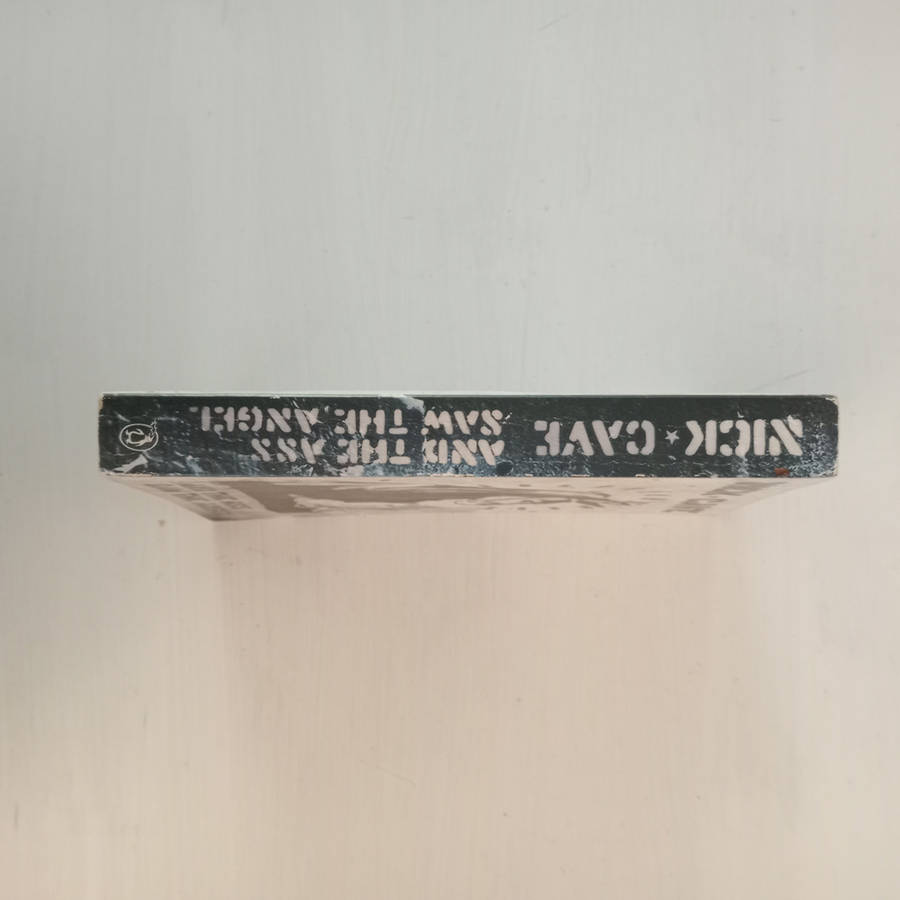 NICK ★ CAVE
AND THE ASS
SAW THE ANGEL